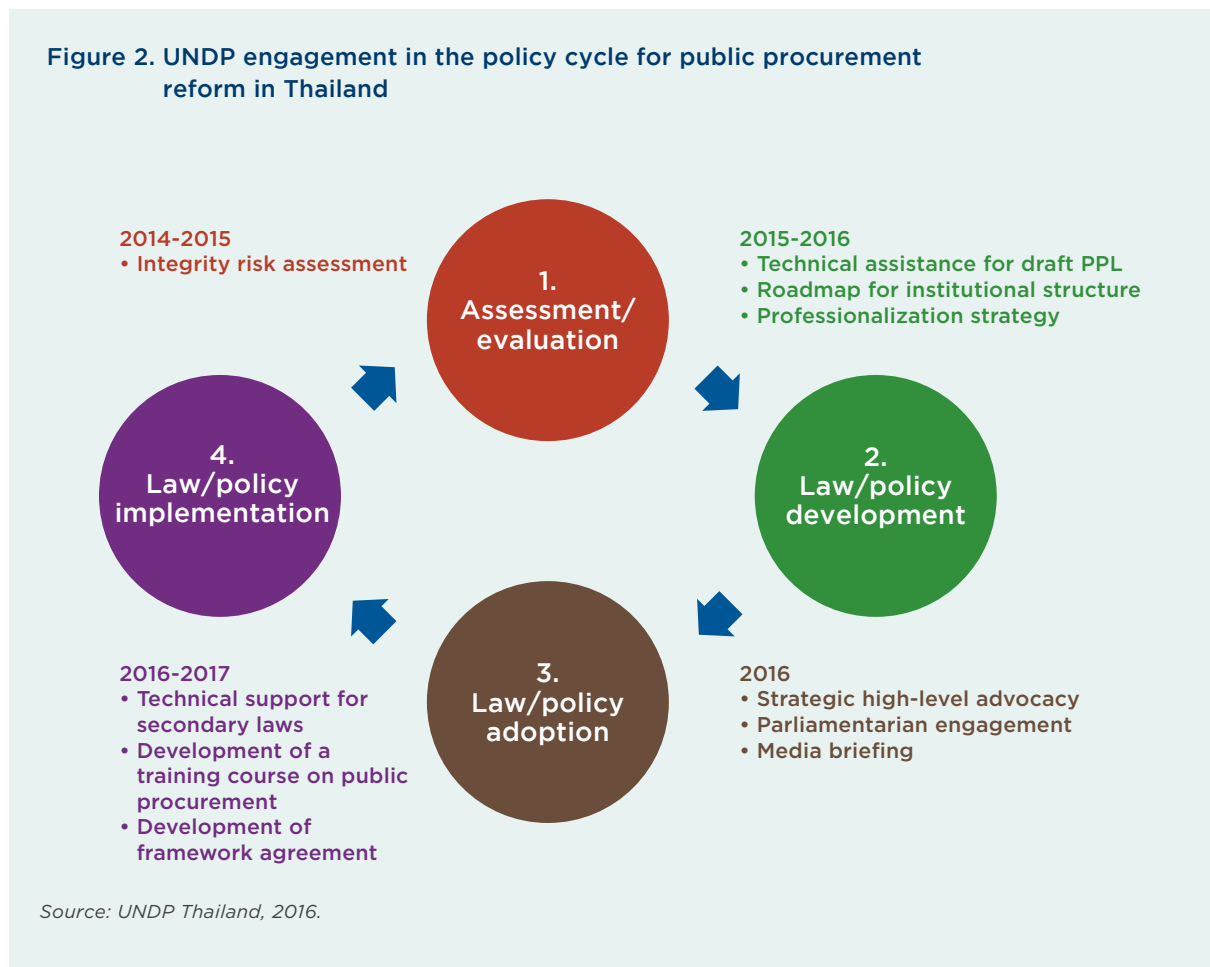 Figure 2. UNDP engagement in the policy cycle for public procurement
reform in Thailand
2014-2015
• Integrity risk assessment
1.
Assessment/
evaluation
2015-2016
• Technical assistance for draft PPL
• Roadmap for institutional structure
• Professionalization strategy
2.
Law/policy
development
2016
• Strategic high-level advocacy
• Parliamentarian engagement
• Media briefing
3.
Law/policy
adoption
4.
Law/policy
implementation
2016-2017
• Technical support for
secondary laws
• Development of a
training course on public
procurement
• Development of
framework agreement
Source: UNDP Thailand, 2016.